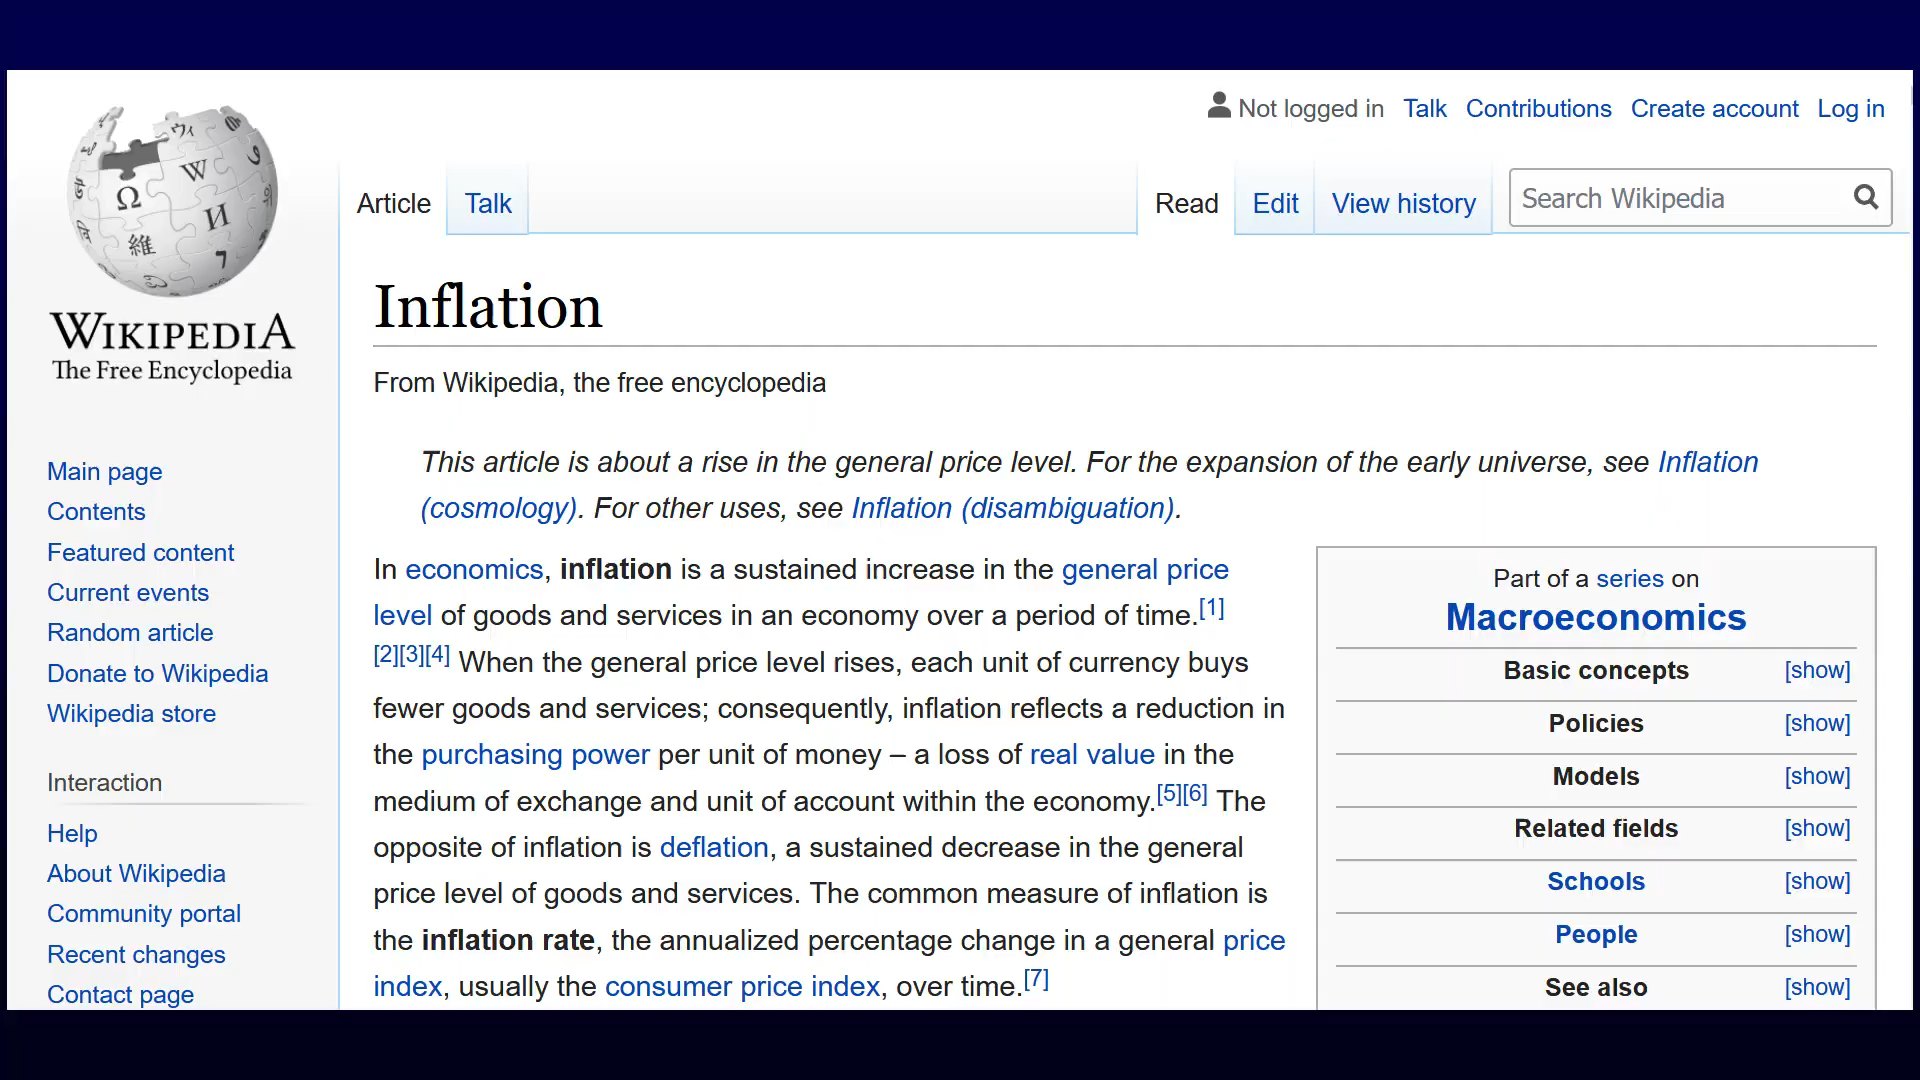 Not logged in Talk Contributions Create account Log in
Article Talk Read Edit View history Search Wikipedia
WIKIPEDIA
The Free Encyclopedia
Main page
Contents
Featured content
Current events
Random article
Donate to Wikipedia
Wikipedia store
Interaction
Help
About Wikipedia
Community portal
Recent changes
Contact page
Inflation
From Wikipedia, the free encyclopedia
This article is about a rise in the general price level. For the expansion of the early universe, see Inflation
(cosmology). For other uses, see Inflation (disambiguation).
In economics, inflation is a sustained increase in the general price
level of goods and services in an economy over a period of time.[1]
[2][3][4] When the general price level rises, each unit of currency buys
fewer goods and services; consequently, inflation reflects a reduction in
the purchasing power per unit of money – a loss of real value in the
medium of exchange and unit of account within the economy.[5][6] The
opposite of inflation is deflation, a sustained decrease in the general
price level of goods and services. The common measure of inflation is
the inflation rate, the annualized percentage change in a general price
index, usually the consumer price index, over time.[7]
Part of a series on
Macroeconomics
Basic concepts [show]
Policies [show]
Models [show]
Related fields [show]
Schools [show]
People [show]
See also [show]